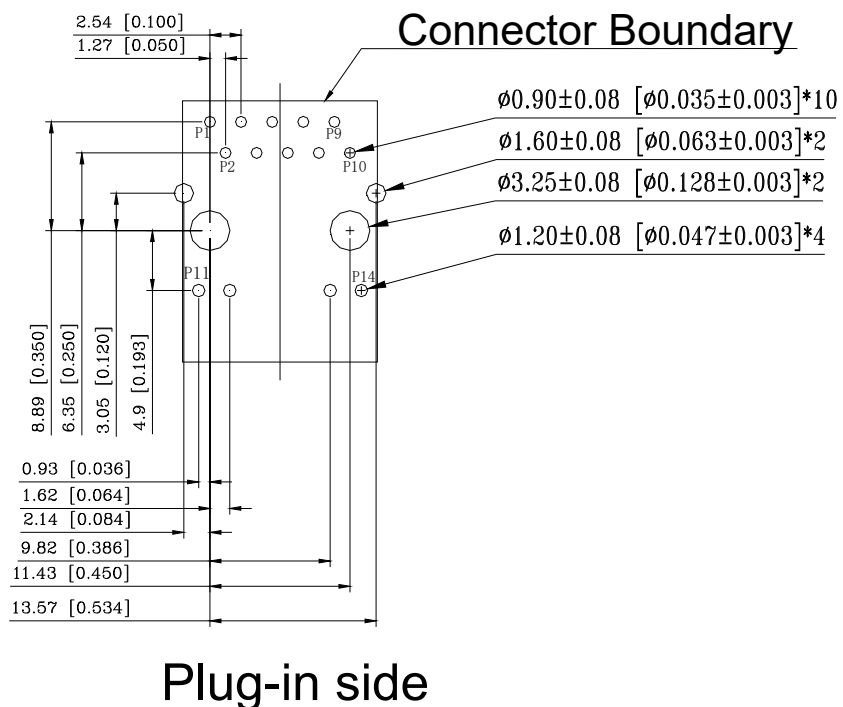 2.54 [0.100]
1.27 [0.050]
Connector Boundary
ø0.90±0.08 [ø0.035±0.003]*10
ø1.60±0.08 [ø0.063±0.003]*2
ø3.25±0.08 [ø0.128±0.003]*2
ø1.20±0.08 [ø0.047±0.003]*4
P1
P9
P2
P10
P11
P14
8.89 [0.350]
6.35 [0.250]
3.05 [0.120]
4.9 [0.193]
0.93 [0.036]
1.62 [0.064]
2.14 [0.084]
9.82 [0.386]
11.43 [0.450]
13.57 [0.534]
Plug-in side